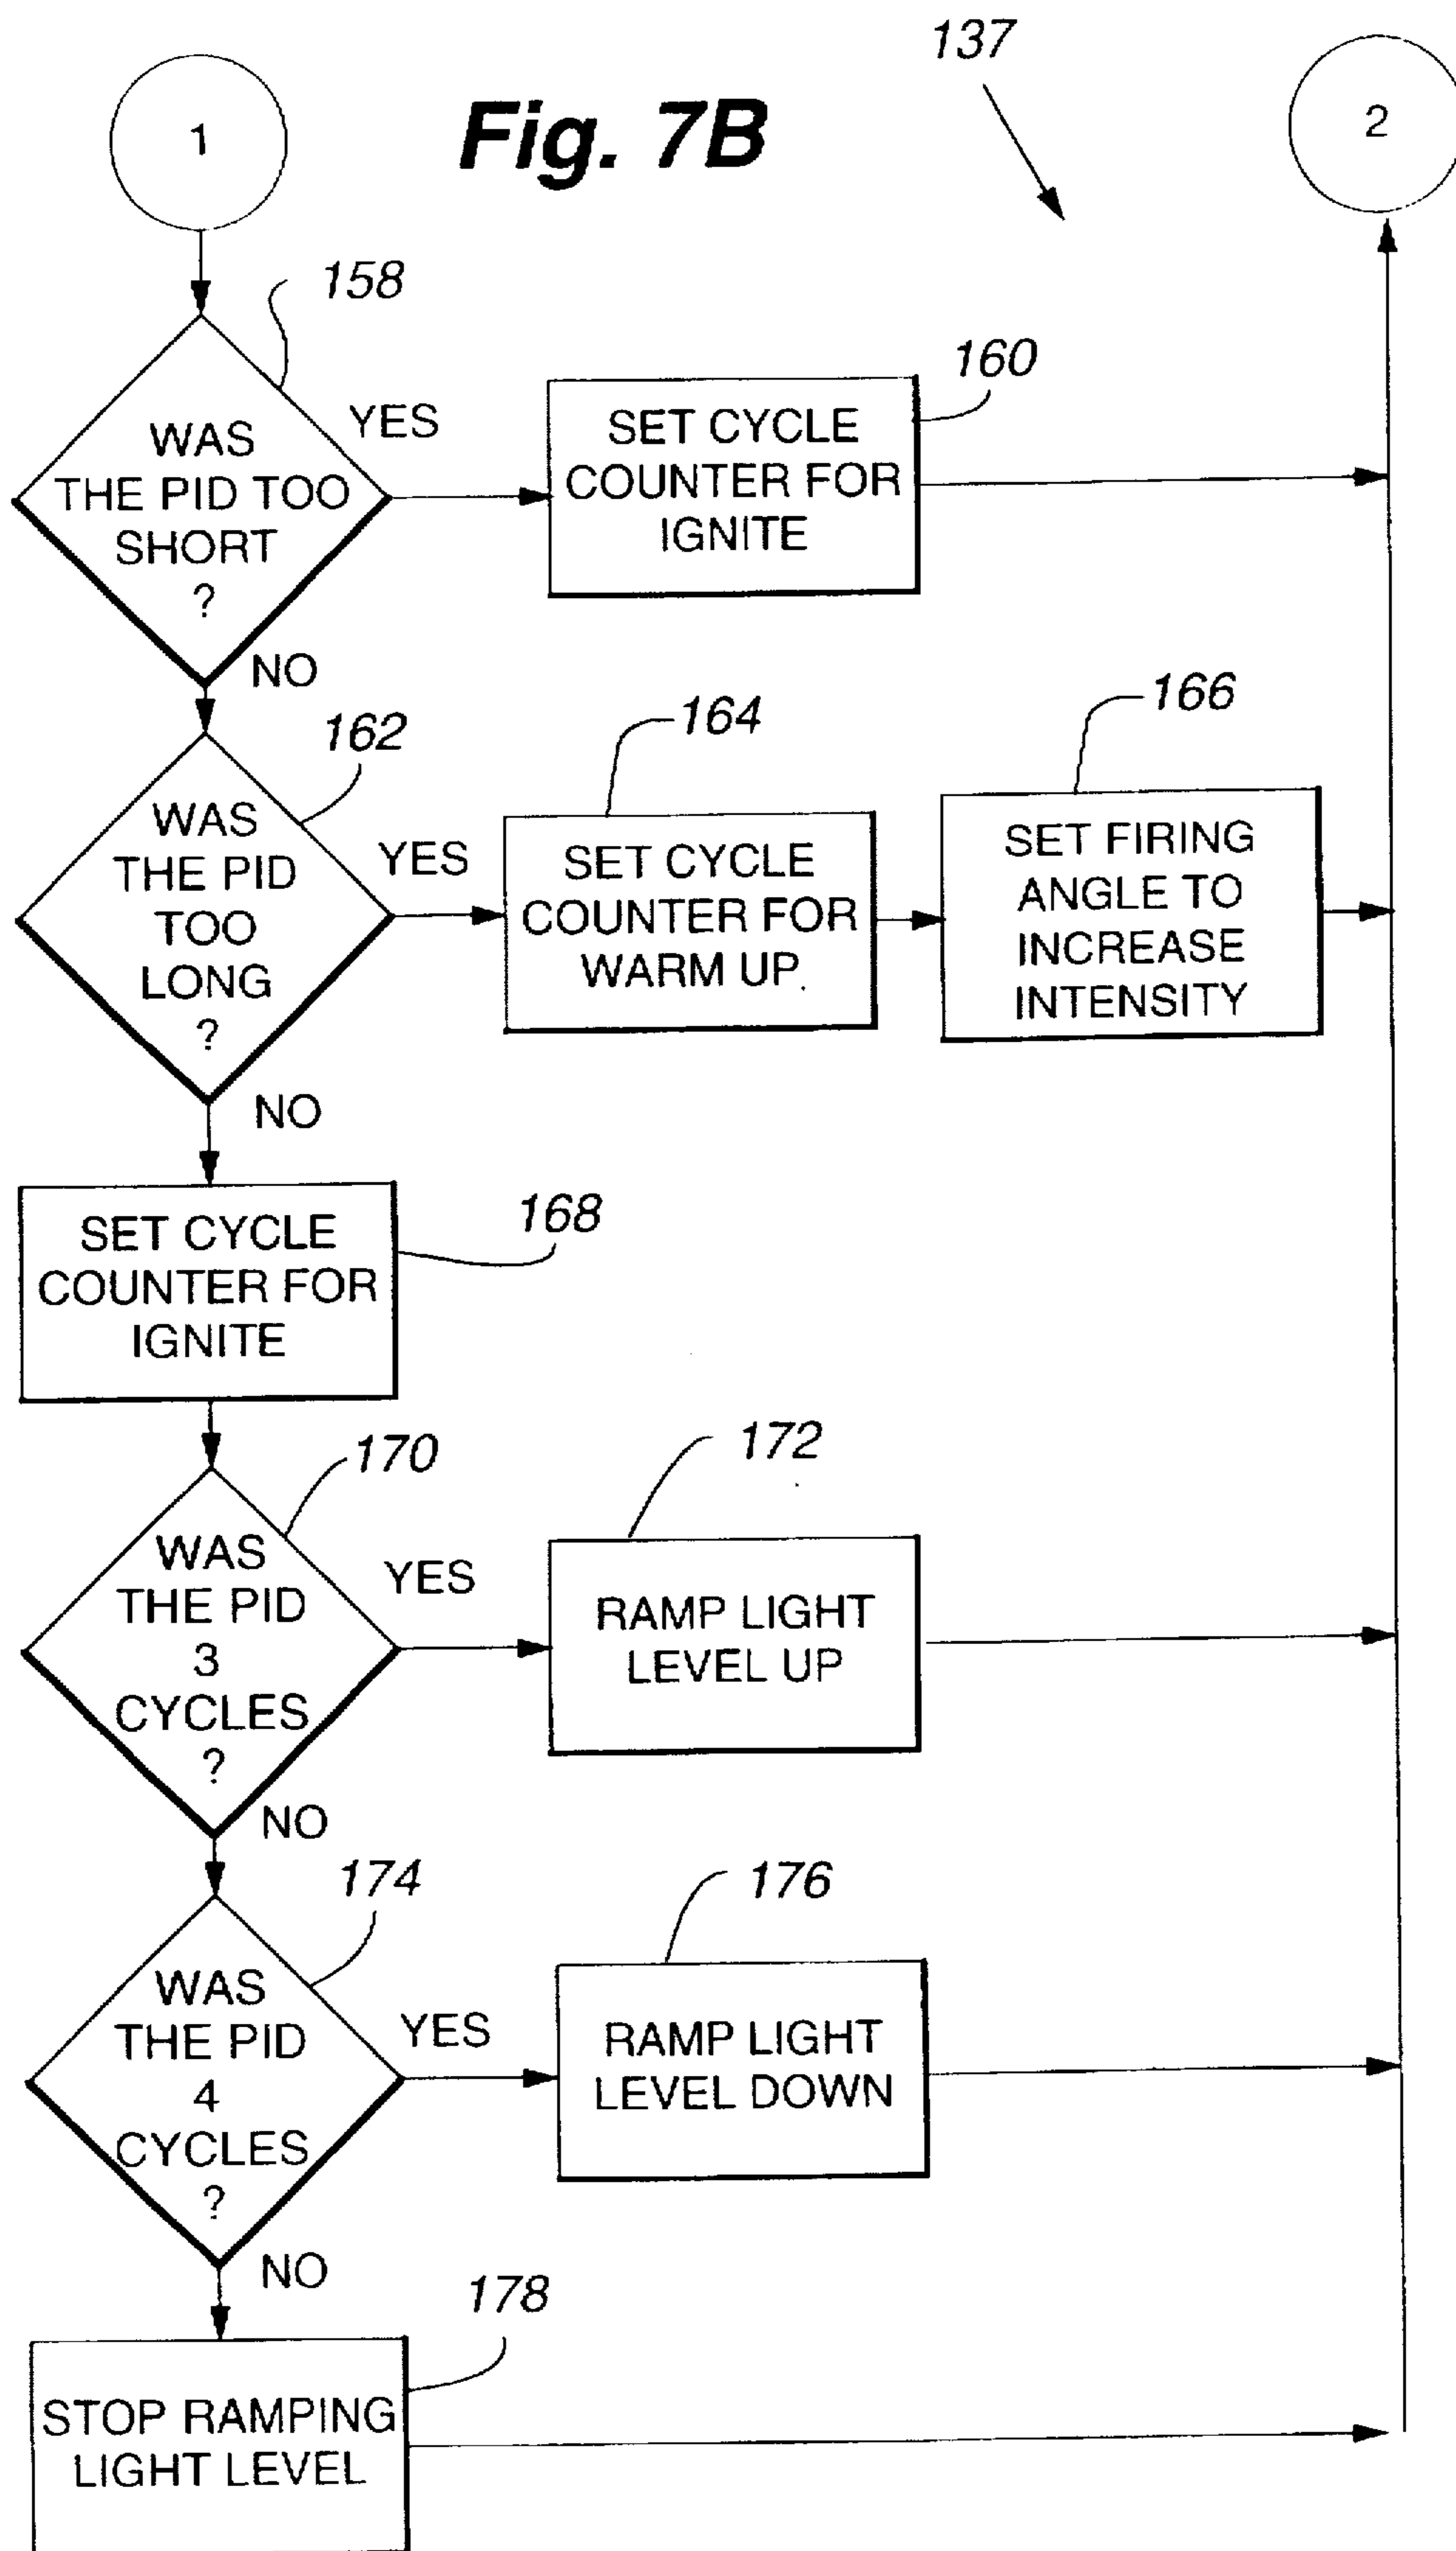 137
1
Fig. 7B
2
158
160
WAS
THE PID TOO
SHORT
?
YES
SET CYCLE
COUNTER FOR
IGNITE
NO
162
164
166
WAS
THE PID
TOO
LONG
?
YES
SET CYCLE
COUNTER FOR
WARM UP.
SET FIRING
ANGLE TO
INCREASE
INTENSITY
NO
168
SET CYCLE
COUNTER FOR
IGNITE
170
172
WAS
THE PID
3
CYCLES
?
YES
RAMP LIGHT
LEVEL UP
NO
174
176
WAS
THE PID
4
CYCLES
?
YES
RAMP LIGHT
LEVEL DOWN
NO
178
STOP RAMPING
LIGHT LEVEL